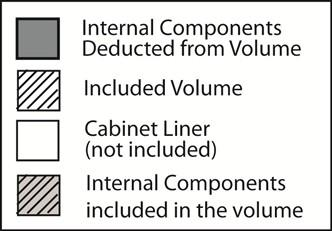 Internal Components
Deducted from Volume
Included Volume
Cabinet Liner
(not included)
Internal Components
included in the volume